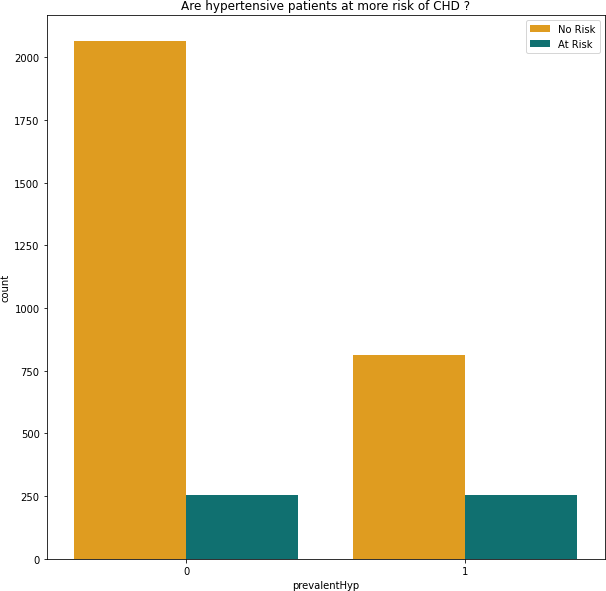 Are hypertensive patients at more risk of CHD ?
No Risk
At Risk
2000
1750
1500
1250
1000
750
500
250
0
count
0 1
prevalentHyp